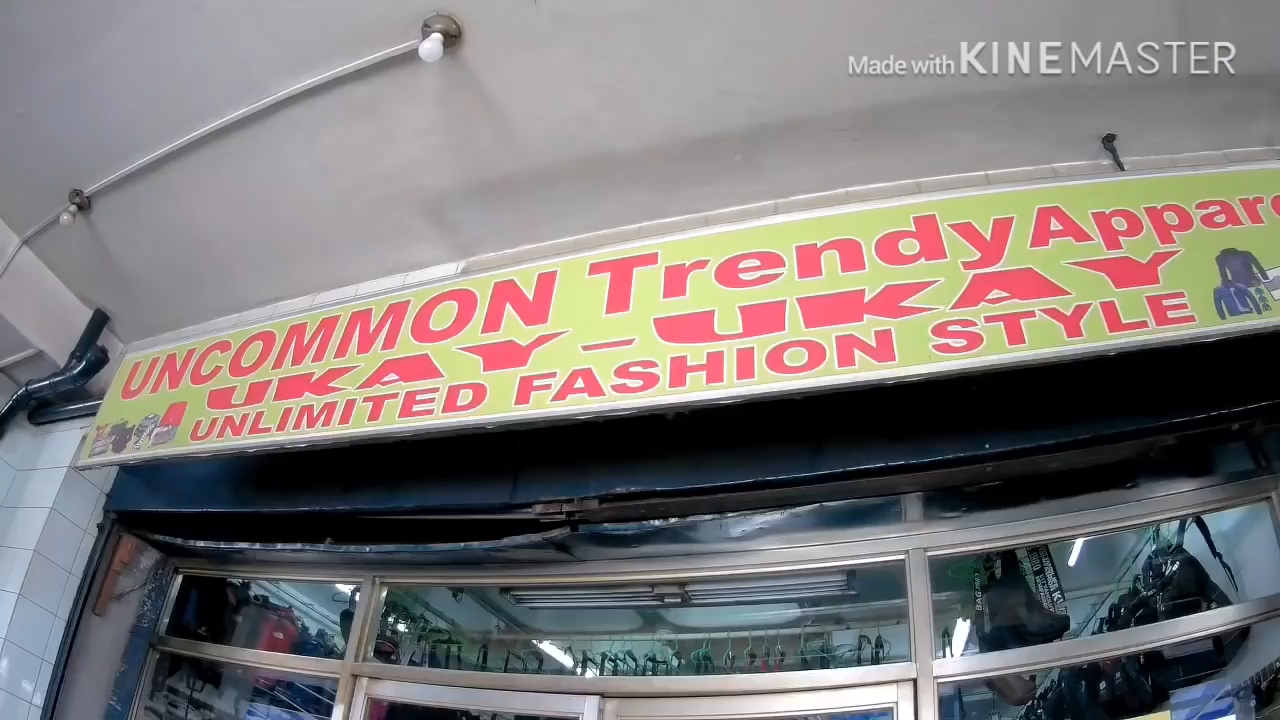 Made with KINEMASTER
UNCOMMON Trendy Appare
UKAY-UKAY
UNLIMITED FASHION STYLE